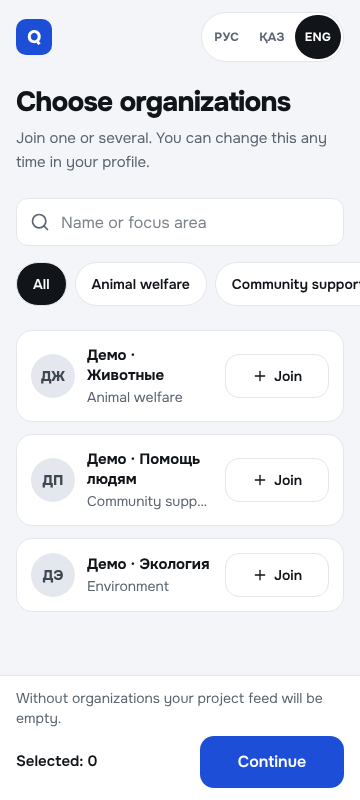 Q
РУС ҚАЗ ENG
Choose organizations
Join one or several. You can change this any
time in your profile.
Name or focus area
All Animal welfare Community support
ДЖ
Демо ·
Животные
Animal welfare
+ Join
ДП
Демо · Помощь
людям
Community supp...
+ Join
ДЭ
Демо · Экология
Environment
+ Join
Without organizations your project feed will be
empty.
Selected: 0
Continue